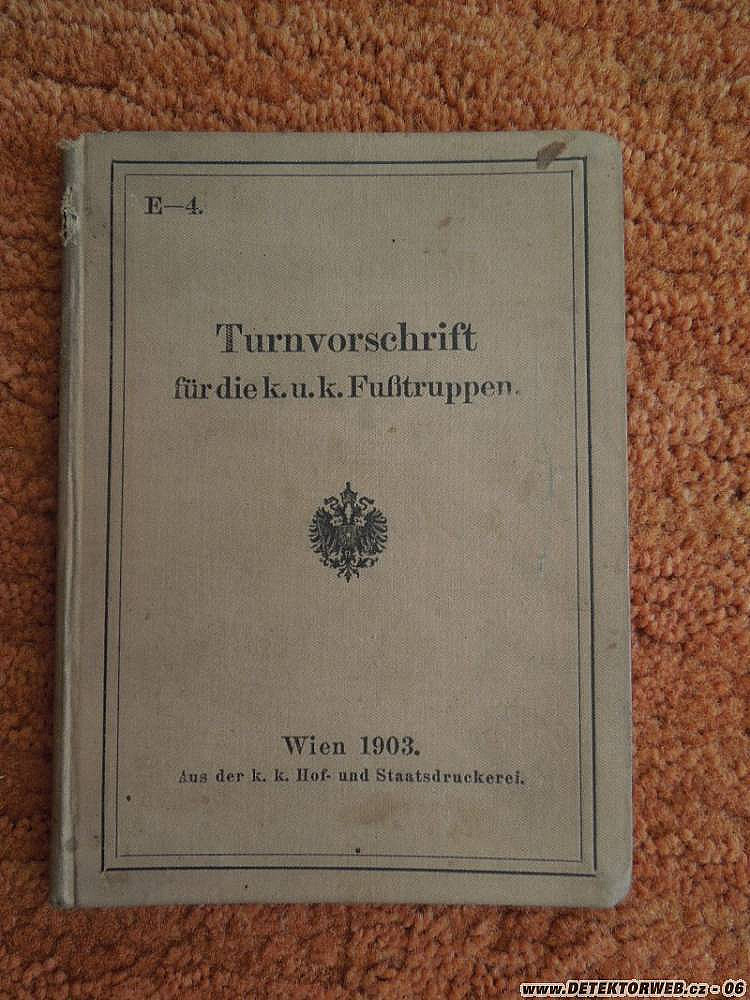 E—4.
Turnvorschrift
für die k. u. k. Fußtruppen.
Wien 1903.
Aus der k. k. Hof- und Staatsdruckerei.
www.DETEKTORWEB.cz - 06